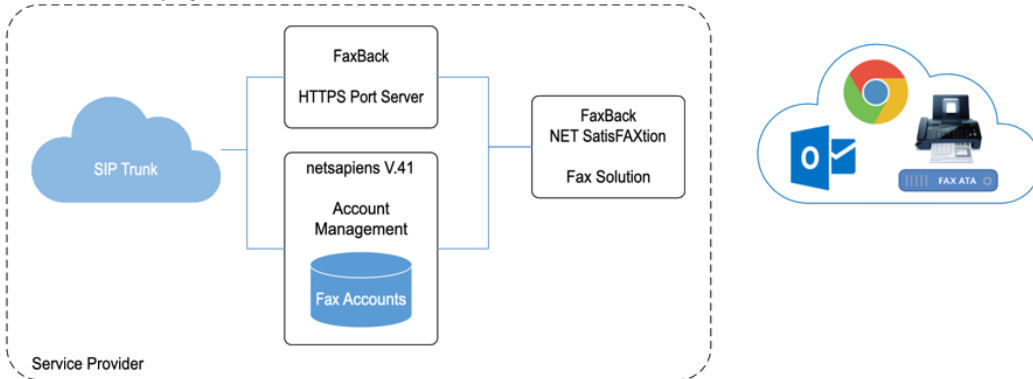 FaxBack
HTTPS Port Server
SIP Trunk
netsapiens V.41
Account
Management
Fax Accounts
FaxBack
NET SatisFAXtion
Fax Solution
Service Provider
O
FAX ATA